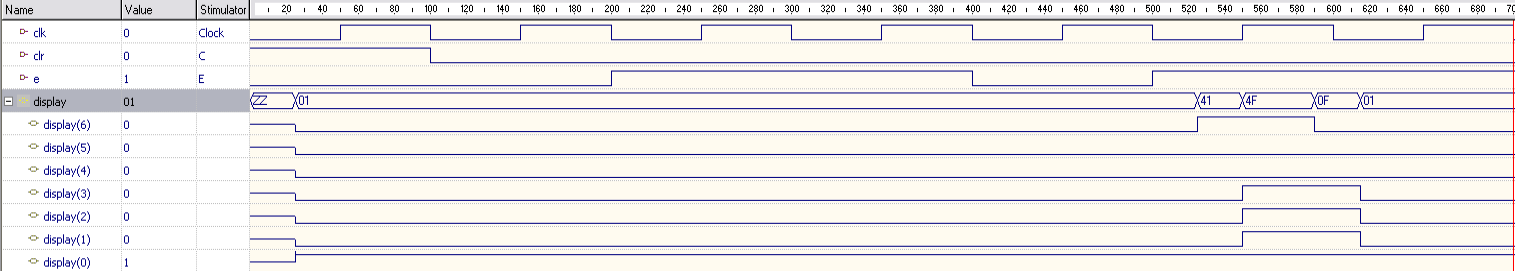 Name Value Stimulator 20 40 60 80 100 120 140 160 180 200 220 240 260 280 300 320 340 360 380 400 420 440 460 480 500 520 540 560 580 600 620 640 660 680 70
clk 0 Clock
clr 0 C
e 1 E
display 01 ZZ 01 41 4F 0F 01
display(6) 0
display(5) 0
display(4) 0
display(3) 0
display(2) 0
display(1) 0
display(0) 1